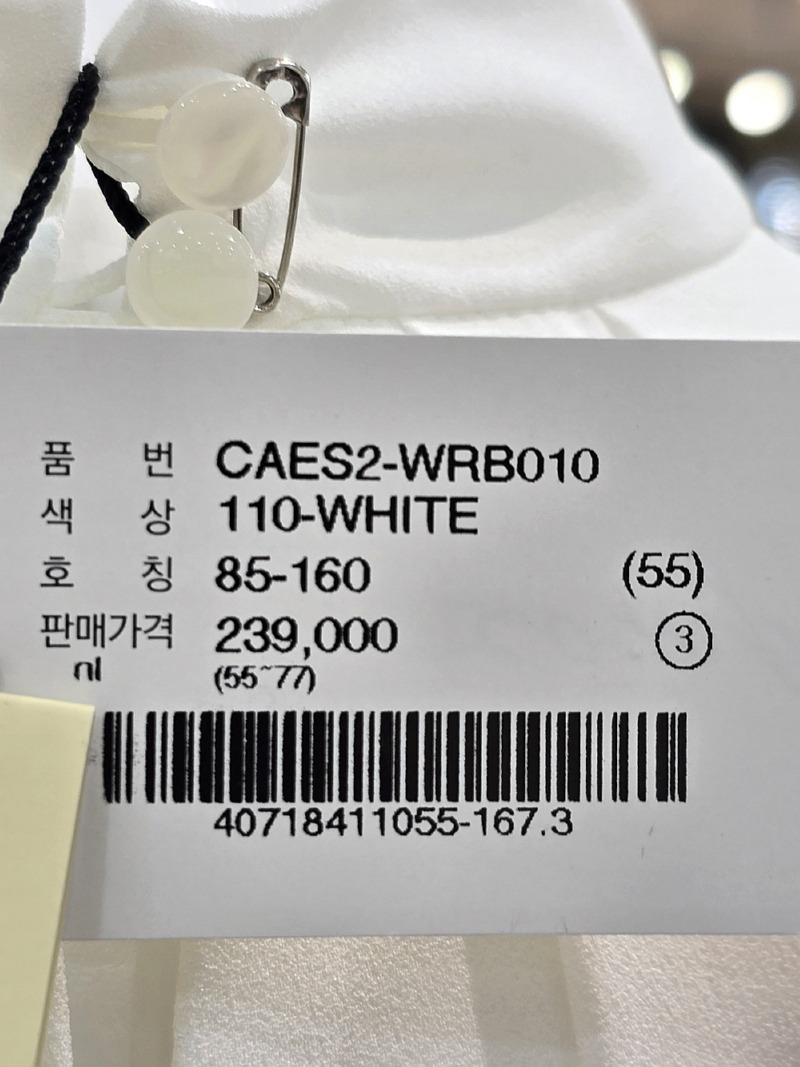 품 번 CAES2-WRB010
색 상 110-WHITE
호 칭 85-160 (55)
판매가격 239,000 ③
(55~77)
40718411055-167.3